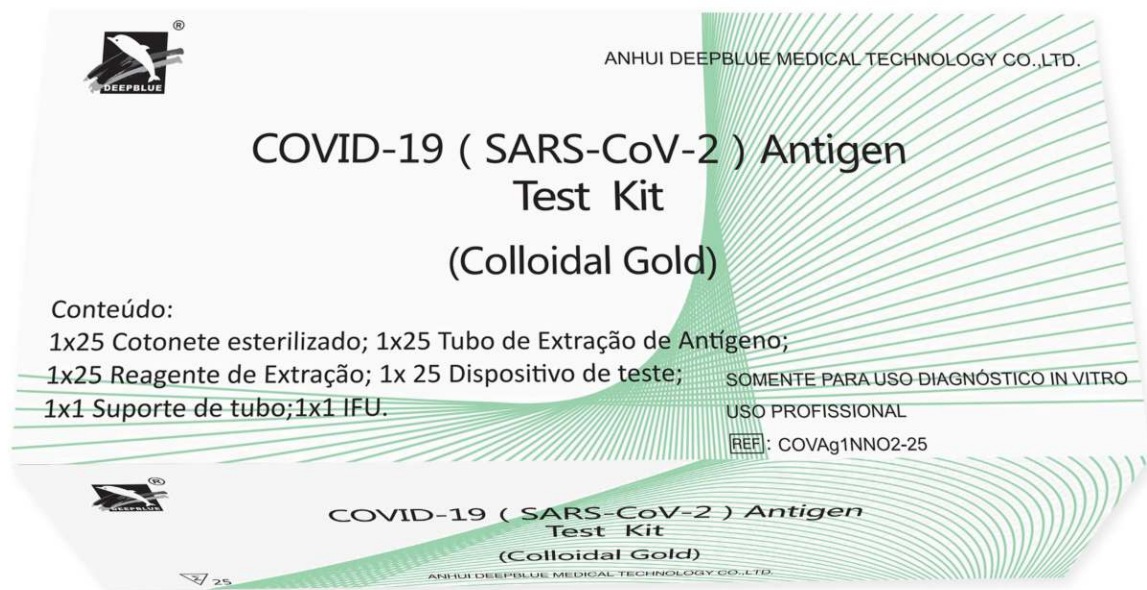 ®
DEEPBLUE
ANHUI DEEPBLUE MEDICAL TECHNOLOGY CO.,LTD.
COVID-19 ( SARS-CoV-2 ) Antigen
Test Kit
(Colloidal Gold)
Conteúdo:
1x25 Cotonete esterilizado; 1x25 Tubo de Extração de Antígeno;
1x25 Reagente de Extração; 1x 25 Dispositivo de teste;
1x1 Suporte de tubo;1x1 IFU.
SOMENTE PARA USO DIAGNÓSTICO IN VITRO
USO PROFISSIONAL
REF: COVAg1NNO2-25
®
DEEPBLUE
COVID-19 ( SARS-CoV-2 ) Antigen
Test Kit
(Colloidal Gold)
ANHUI DEEPBLUE MEDICAL TECHNOLOGY CO.,LTD.
25